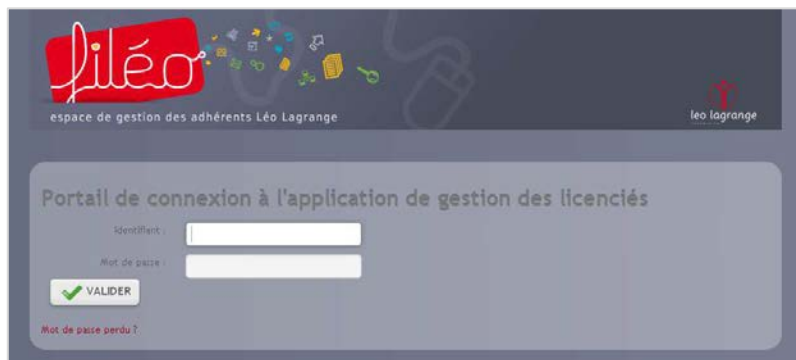 filéo
espace de gestion des adhérents Léo Lagrange
leo lagrange
Portail de connexion à l'application de gestion des licenciés
Identifiant :
Mot de passe :
VALIDER
Mot de passe perdu ?